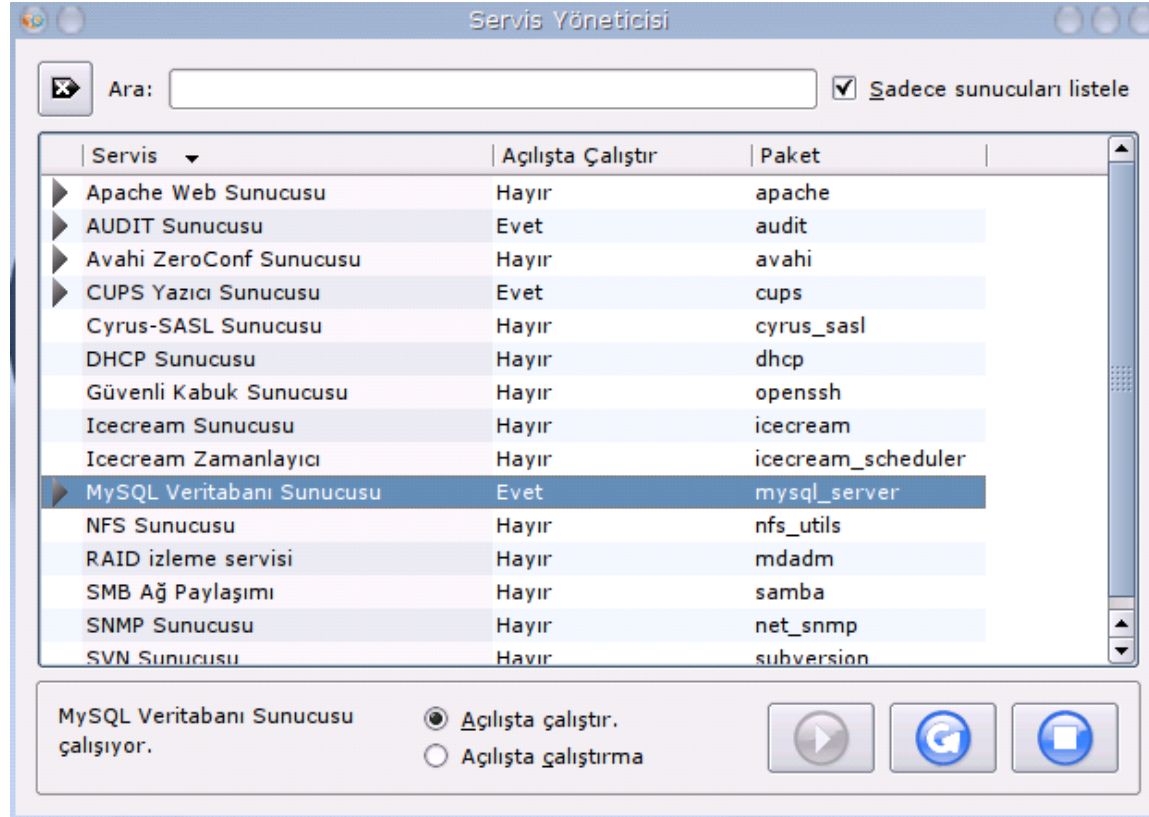 Servis Yöneticisi
Ara: Sadece sunucuları listele
Servis Açılışta Çalıştır Paket
Apache Web Sunucusu Hayır apache
AUDIT Sunucusu Evet audit
Avahi ZeroConf Sunucusu Hayır avahi
CUPS Yazıcı Sunucusu Evet cups
Cyrus-SASL Sunucusu Hayır cyrus_sasl
DHCP Sunucusu Hayır dhcp
Güvenli Kabuk Sunucusu Hayır openssh
Icecream Sunucusu Hayır icecream
Icecream Zamanlayıcı Hayır icecream_scheduler
MySQL Veritabanı Sunucusu Evet mysql_server
NFS Sunucusu Hayır nfs_utils
RAID izleme servisi Hayır mdadm
SMB Ağ Paylaşımı Hayır samba
SNMP Sunucusu Hayır net_snmp
SVN Sunucusu Hayır subversion
MySQL Veritabanı Sunucusu
çalışıyor.
Açılışta çalıştır.
Açılışta çalıştırma